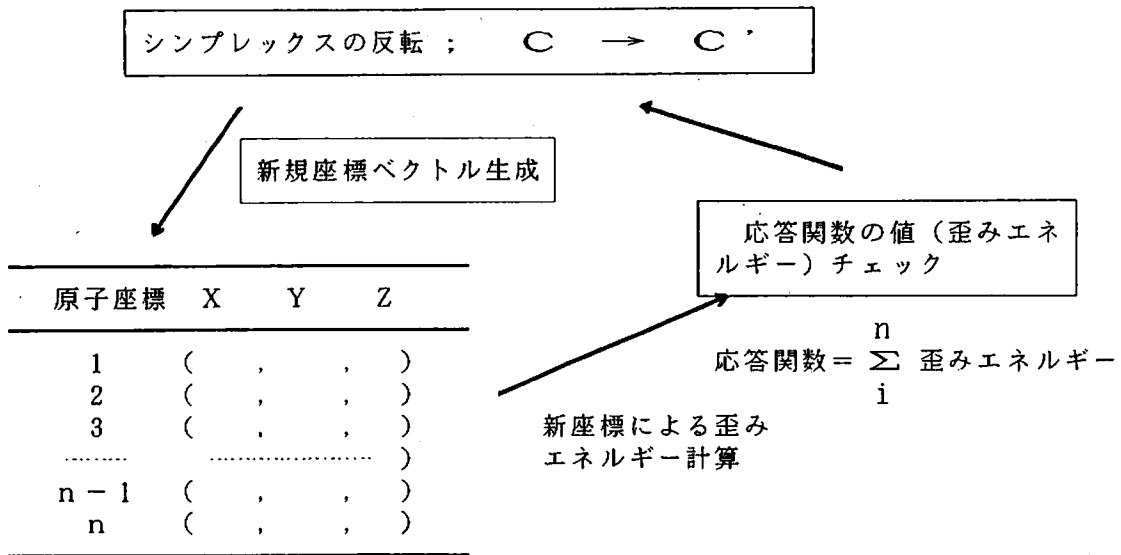 シンプレックスの反転 ; C → C'
新規座標ベクトル生成
応答関数の値(歪みエネ
ルギー)チェック
原子座標 X Y Z
1 ( , , )
2 ( , , )
3 ( , , )
……… ………………… )
n-1 ( , , )
n ( , , )
n
応答関数= Σ 歪みエネルギー
i
新座標による歪み
エネルギー計算